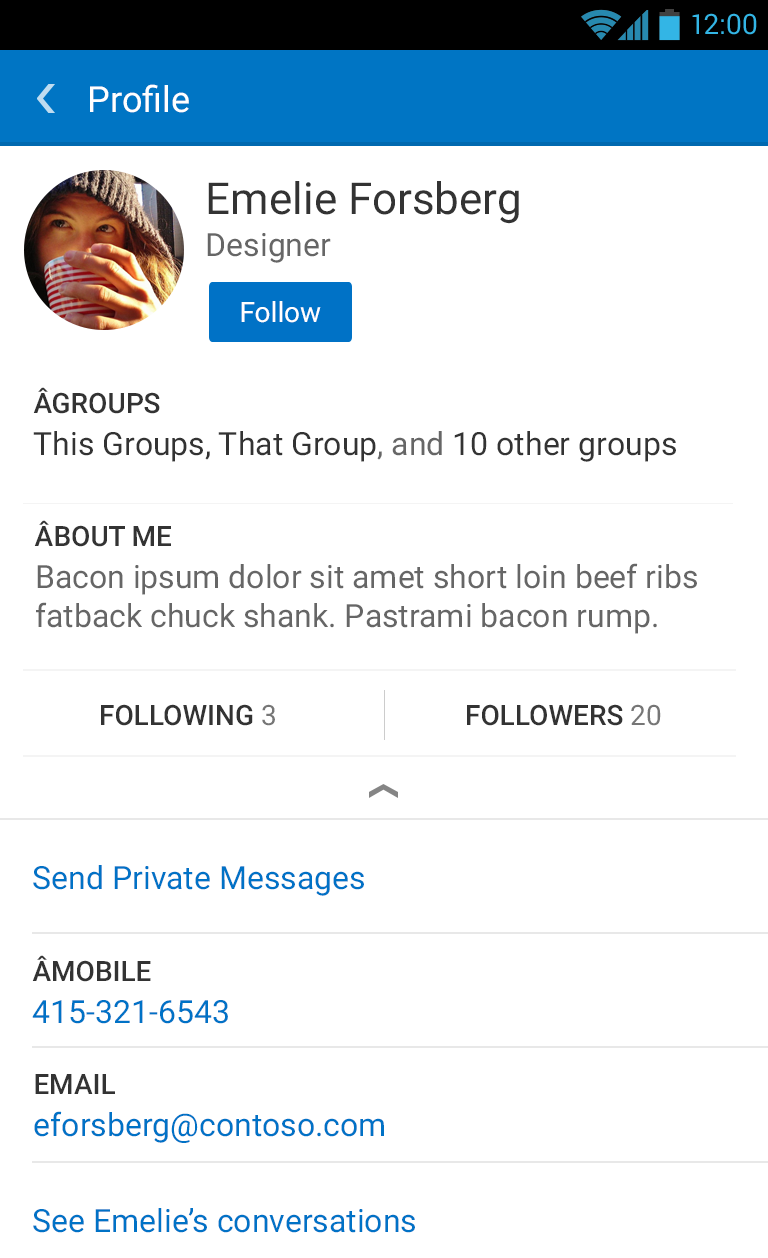 12:00
Profile
Emelie Forsberg
Designer
Follow
ÂGROUPS
This Groups, That Group, and 10 other groups
ÂBOUT ME
Bacon ipsum dolor sit amet short loin beef ribs
fatback chuck shank. Pastrami bacon rump.
FOLLOWING 3
FOLLOWERS 20
Send Private Messages
ÂMOBILE
415-321-6543
EMAIL
eforsberg@contoso.com
See Emelie’s conversations